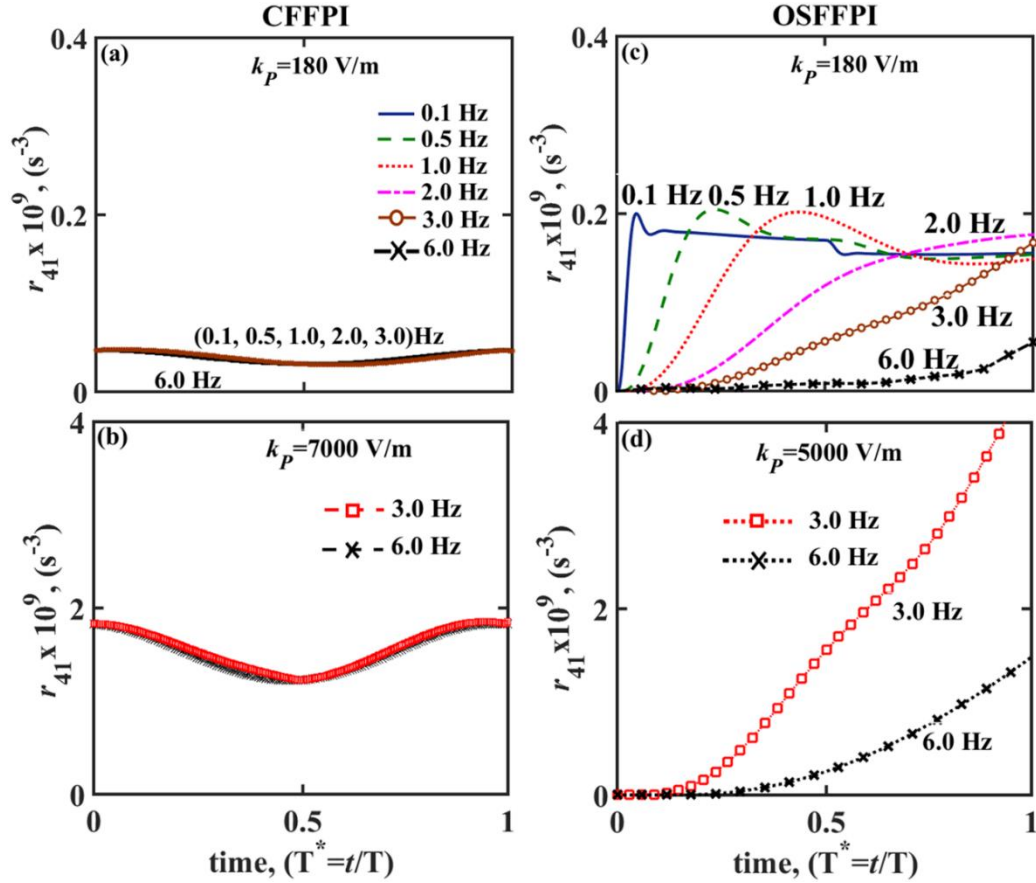 CFFPI
(a)
k_P=180 V/m
0.4
0.2
0
r_41 x 10^9, (s^-3)
0.1 Hz
0.5 Hz
1.0 Hz
2.0 Hz
3.0 Hz
6.0 Hz
(0.1, 0.5, 1.0, 2.0, 3.0)Hz
6.0 Hz
OSFFPI
(c)
k_P=180 V/m
0.4
0.2
0
r_41 x10^9, (s^-3)
0.1 Hz
0.5 Hz
1.0 Hz
2.0 Hz
3.0 Hz
6.0 Hz
(b)
k_P=7000 V/m
4
2
0
r_41 x 10^9, (s^-3)
3.0 Hz
6.0 Hz
0
0.5
1
time, (T^*=t/T)
(d)
k_P=5000 V/m
4
2
0
r_41 x10^9, (s^-3)
3.0 Hz
6.0 Hz
3.0 Hz
6.0 Hz
0
0.5
1
time, (T^*=t/T)